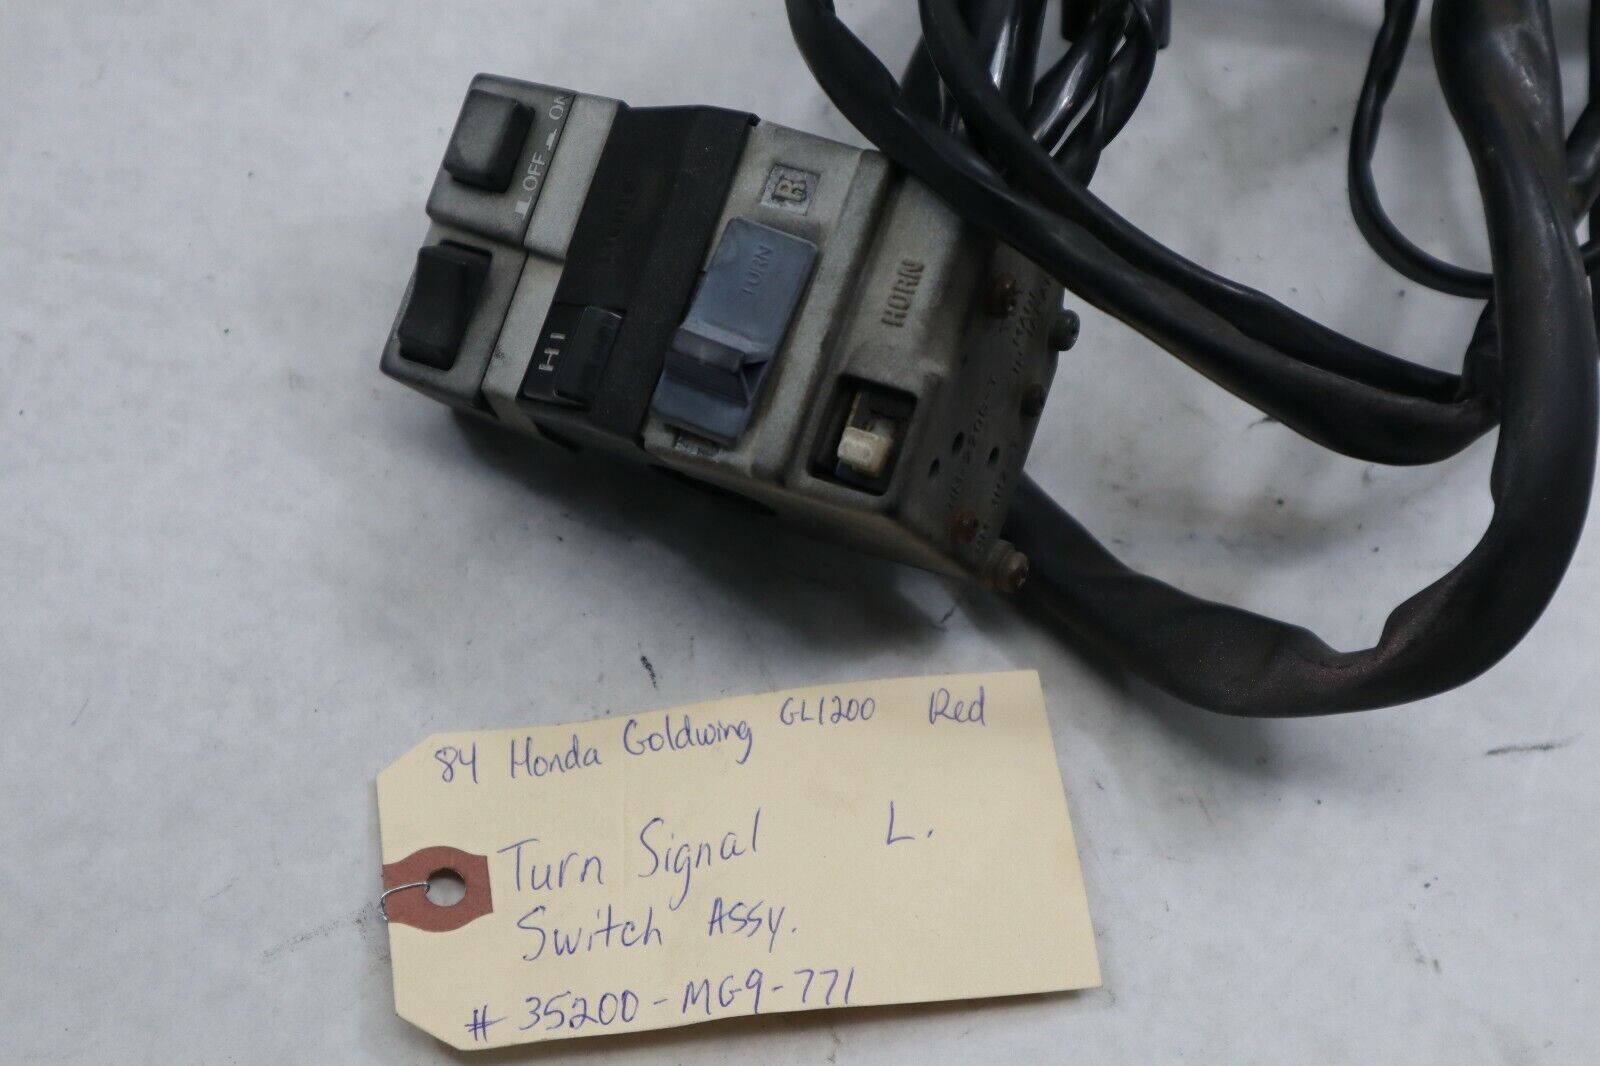 OFF ON
HI
R
TURN
HORN
84 Honda Goldwing GL1200 Red
Turn Signal L.
Switch Assy.
# 35200-MG9-771